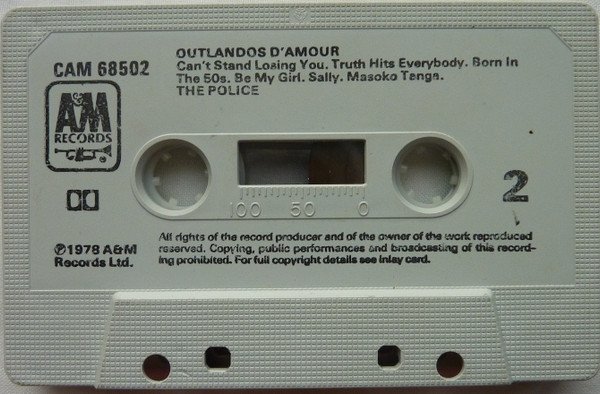 OUTLANDOS D'AMOUR
CAM 68502
Can't Stand Losing You. Truth Hits Everybody. Born In
The 50s. Be My Girl. Sally. Masoko Tanga.
THE POLICE
A&M
RECORDS
100 50 0
2
All rights of the record producer and of the owner of the work reproduced
reserved. Copying, public performances and broadcasting of this record-
ing prohibited. For full copyright details see inlay card.
℗1978 A&M
Records Ltd.